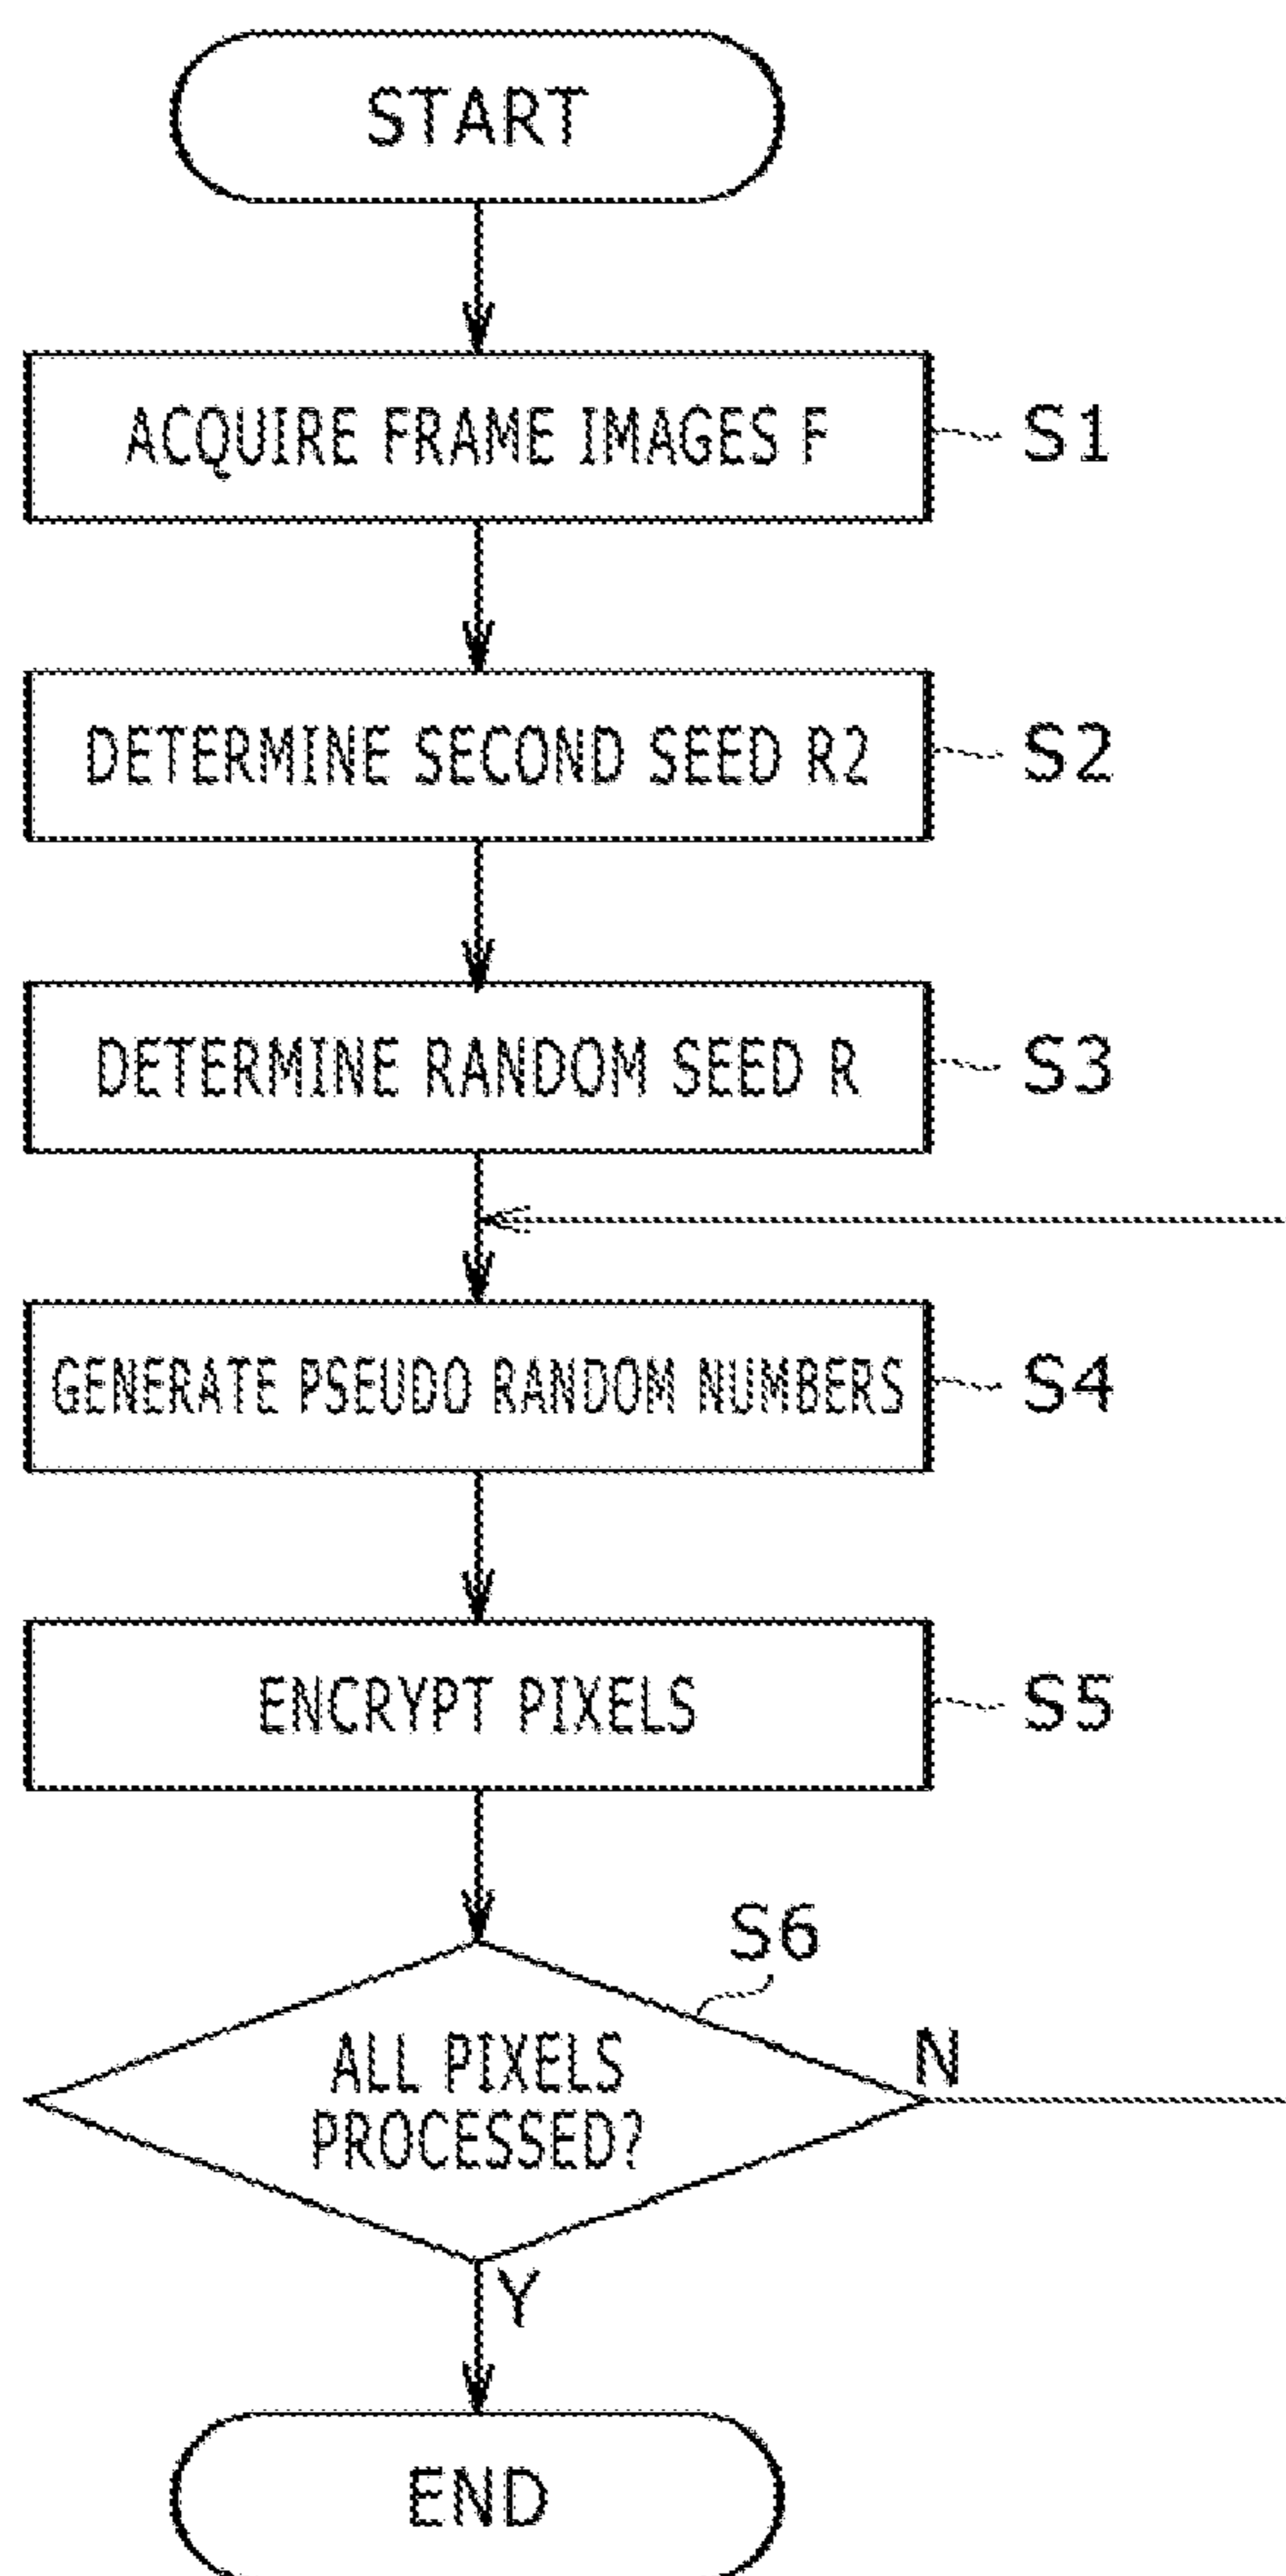 START
ACQUIRE FRAME IMAGES F
S1
DETERMINE SECOND SEED R2
S2
DETERMINE RANDOM SEED R
S3
GENERATE PSEUDO RANDOM NUMBERS
S4
ENCRYPT PIXELS
S5
S6
ALL PIXELS
PROCESSED?
N
Y
END